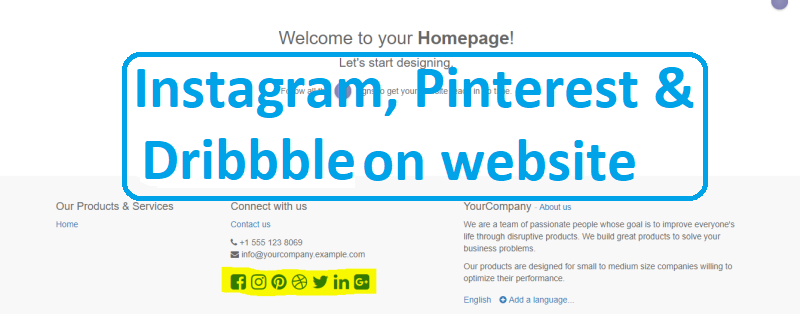 Welcome to your Homepage!
Let's start designing.
Follow all the signs to get your website ready in no time.
Instagram, Pinterest &
Dribbble on website
Our Products & Services
Home
Connect with us
Contact us
+1 555 123 8069
info@yourcompany.example.com
YourCompany - About us
We are a team of passionate people whose goal is to improve everyone's
life through disruptive products. We build great products to solve your
business problems.
Our products are designed for small to medium size companies willing to
optimize their performance.
English Add a language...